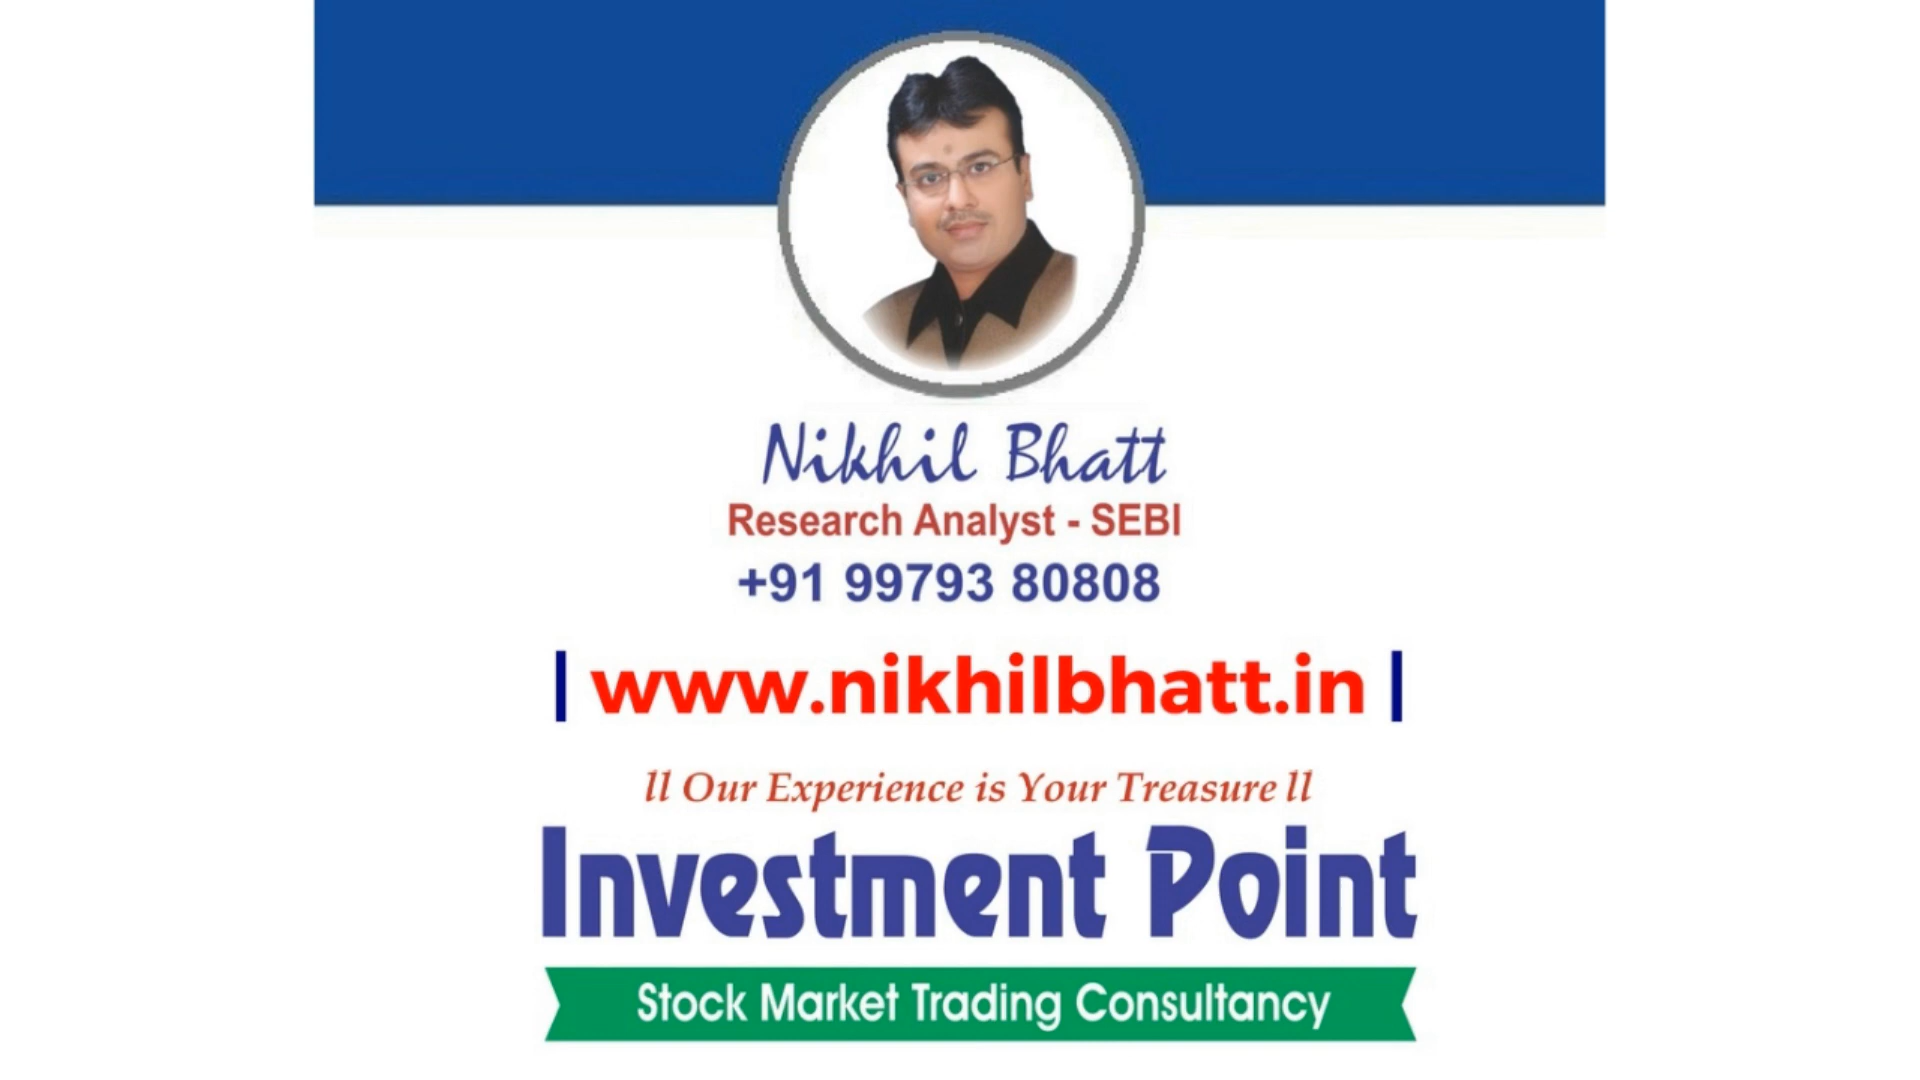 Nikhil Bhatt
Research Analyst - SEBI
+91 99793 80808
| www.nikhilbhatt.in |
ll Our Experience is Your Treasure ll
Investment Point
Stock Market Trading Consultancy